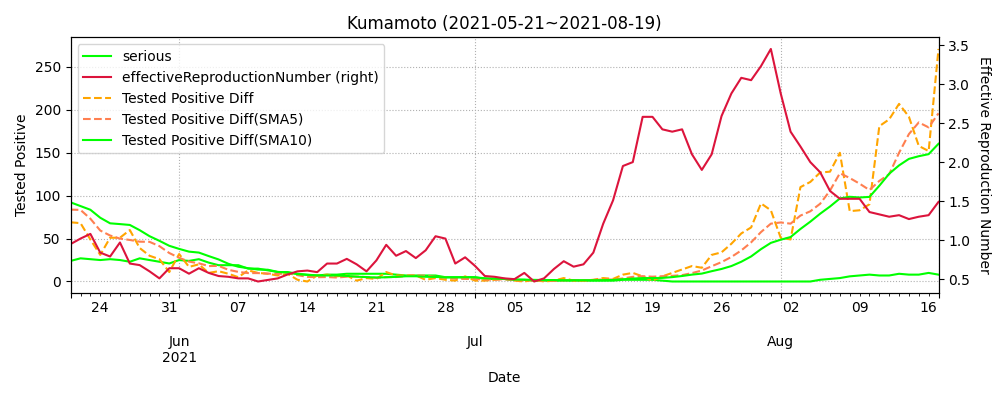 Kumamoto (2021-05-21~2021-08-19)
serious
effectiveReproductionNumber (right)
Tested Positive Diff
Tested Positive Diff(SMA5)
Tested Positive Diff(SMA10)
Tested Positive
250
200
150
100
50
0
3.5
3.0
2.5
2.0
1.5
1.0
0.5
Effective Reproduction Number
24 31 07 14 21 28 05 12 19 26 02 09 16
Jun Jul Aug
2021
Date